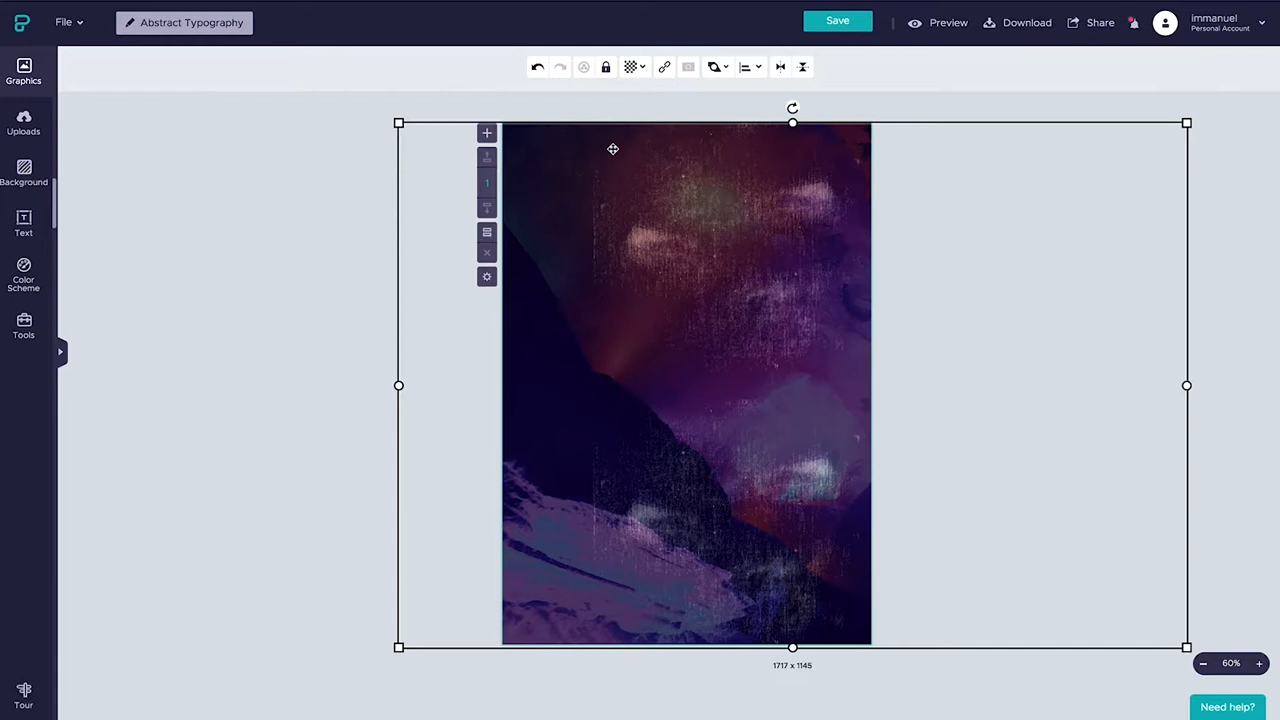 File
Abstract Typography
Save
Preview
Download
Share
immanuel
Personal Account
Graphics
Uploads
Background
Text
Color
Scheme
Tools
Tour
1
1717 x 1145
60%
Need help?